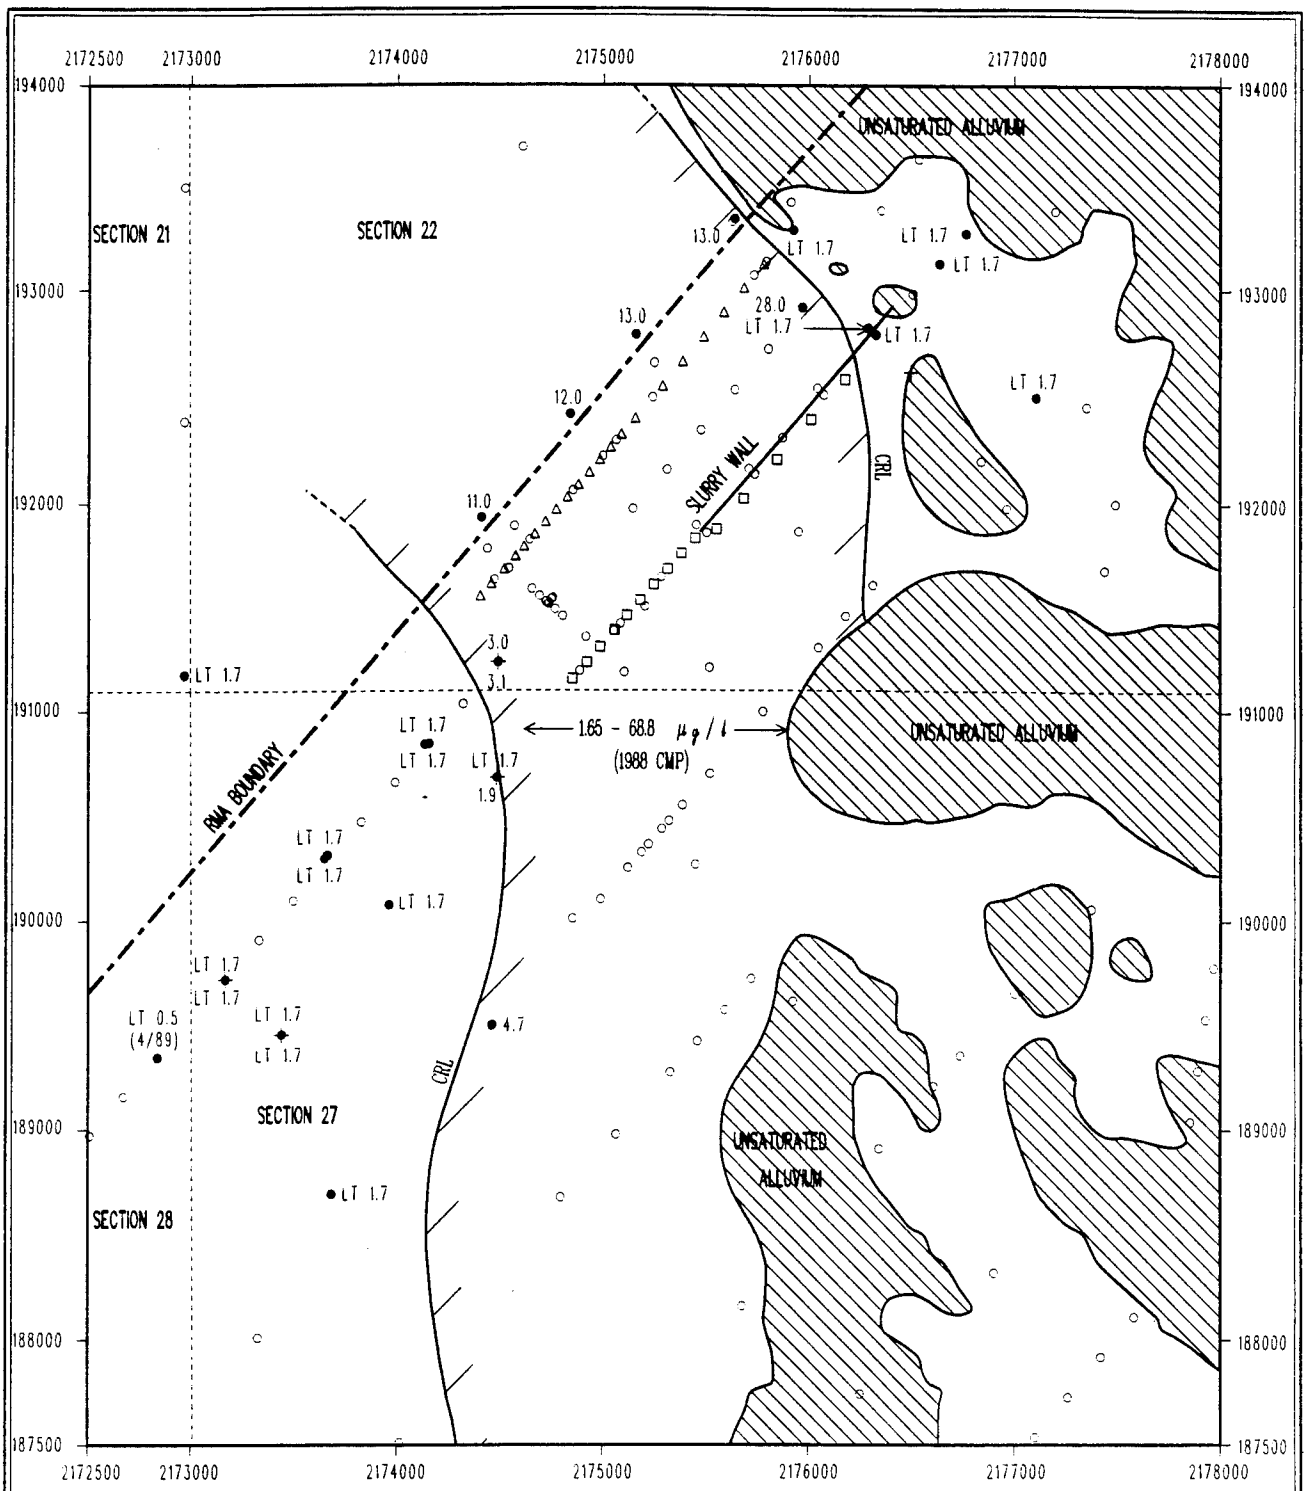 2172500 2173000 2174000 2175000 2176000 2177000 2178000
194000 194000
UNSATURATED ALLUVIUM
SECTION 21 SECTION 22
13.0 LT 1.7 LT 1.7
LT 1.7
193000 193000
13.0 28.0
LT 1.7 LT 1.7
LT 1.7
12.0
SLURRY WALL CRL
11.0
192000 192000
3.0
LT 1.7 3.1
191000 191000
LT 1.7 1.65 - 68.8 μg/ℓ UNSATURATED ALLUVIUM
LT 1.7 LT 1.7 (1988 CMP)
1.9
RMA BOUNDARY
LT 1.7
LT 1.7
190000 LT 1.7 190000
LT 1.7
LT 1.7
LT 0.5 LT 1.7
(4/89) 4.7
LT 1.7
CRL
SECTION 27
189000 189000
UNSATURATED
ALLUVIUM
LT 1.7
SECTION 28
188000 188000
187500 187500
2172500 2173000 2174000 2175000 2176000 2177000 2178000